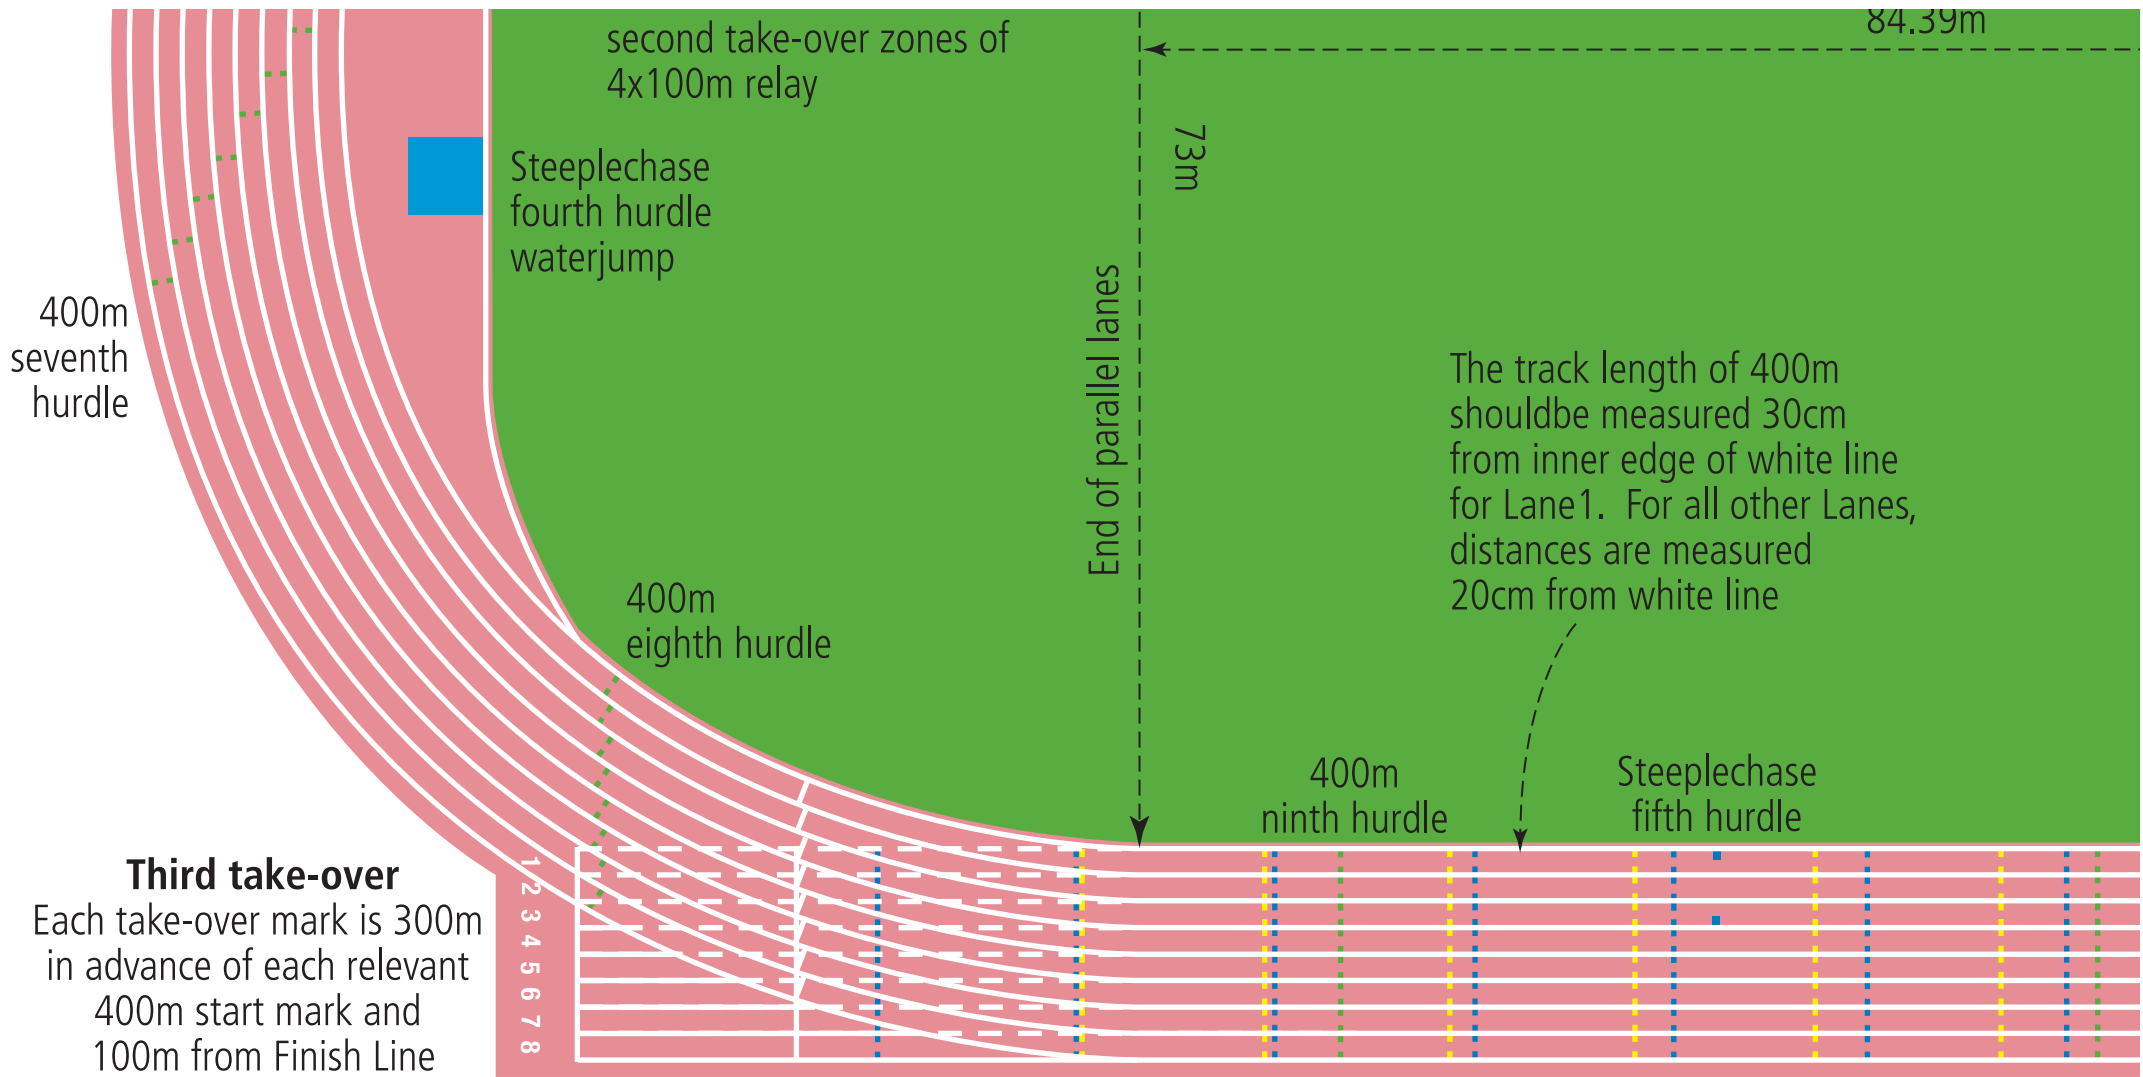 84.39m
second take-over zones of
4x100m relay
73m
Steeplechase
fourth hurdle
waterjump
End of parallel lanes
400m
seventh
hurdle
The track length of 400m
shouldbe measured 30cm
from inner edge of white line
for Lane1. For all other Lanes,
distances are measured
20cm from white line
400m
eighth hurdle
400m
ninth hurdle
Steeplechase
fifth hurdle
Third take-over
Each take-over mark is 300m
in advance of each relevant
400m start mark and
100m from Finish Line
1
2
3
4
5
6
7
8